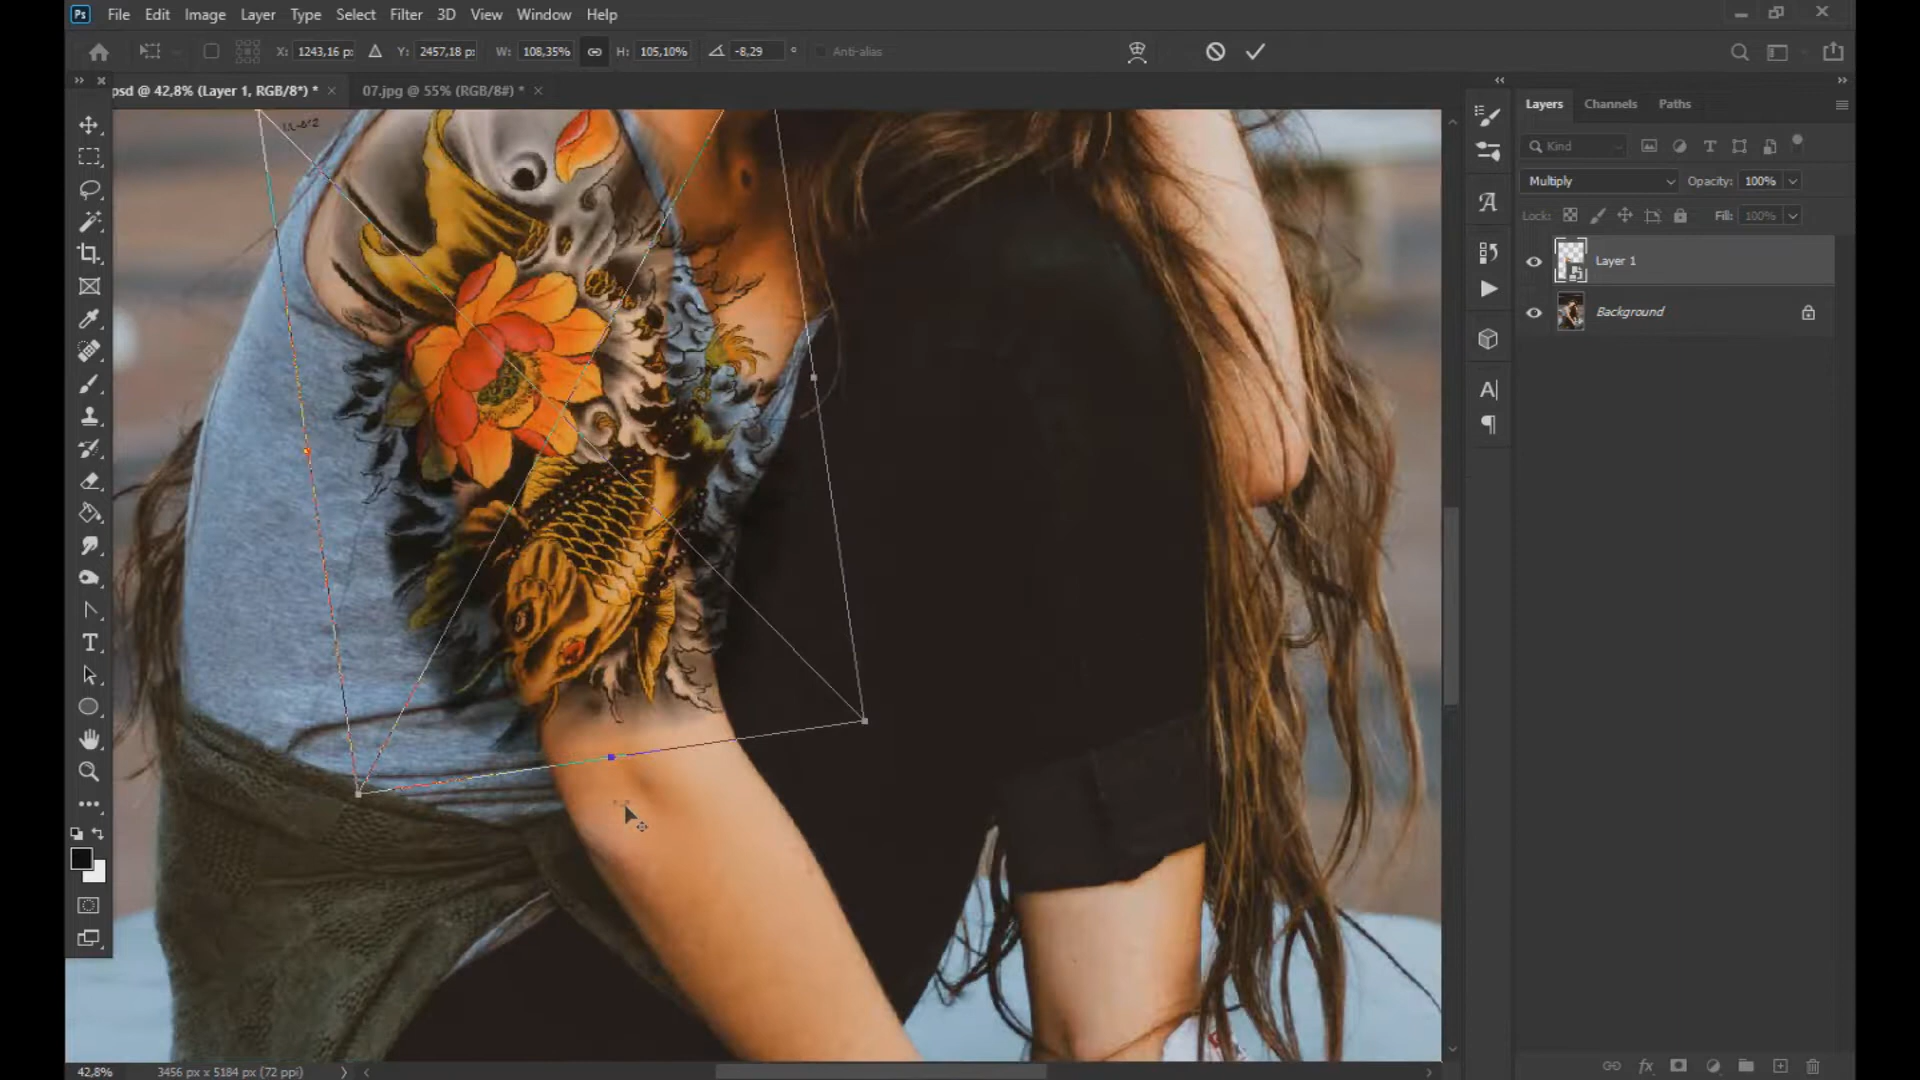 Ps File Edit Image Layer Type Select Filter 3D View Window Help
X: 1243,16 p: Y: 2457,18 p: W: 108,35% H: 105,10% -8,29 ° Anti-alias
psd @ 42,8% (Layer 1, RGB/8*) * 07.jpg @ 55% (RGB/8#) *
Layers Channels Paths
Kind
Multiply Opacity: 100%
Lock: Fill: 100%
Layer 1
Background
42,8% 3456 px x 5184 px (72 ppi)